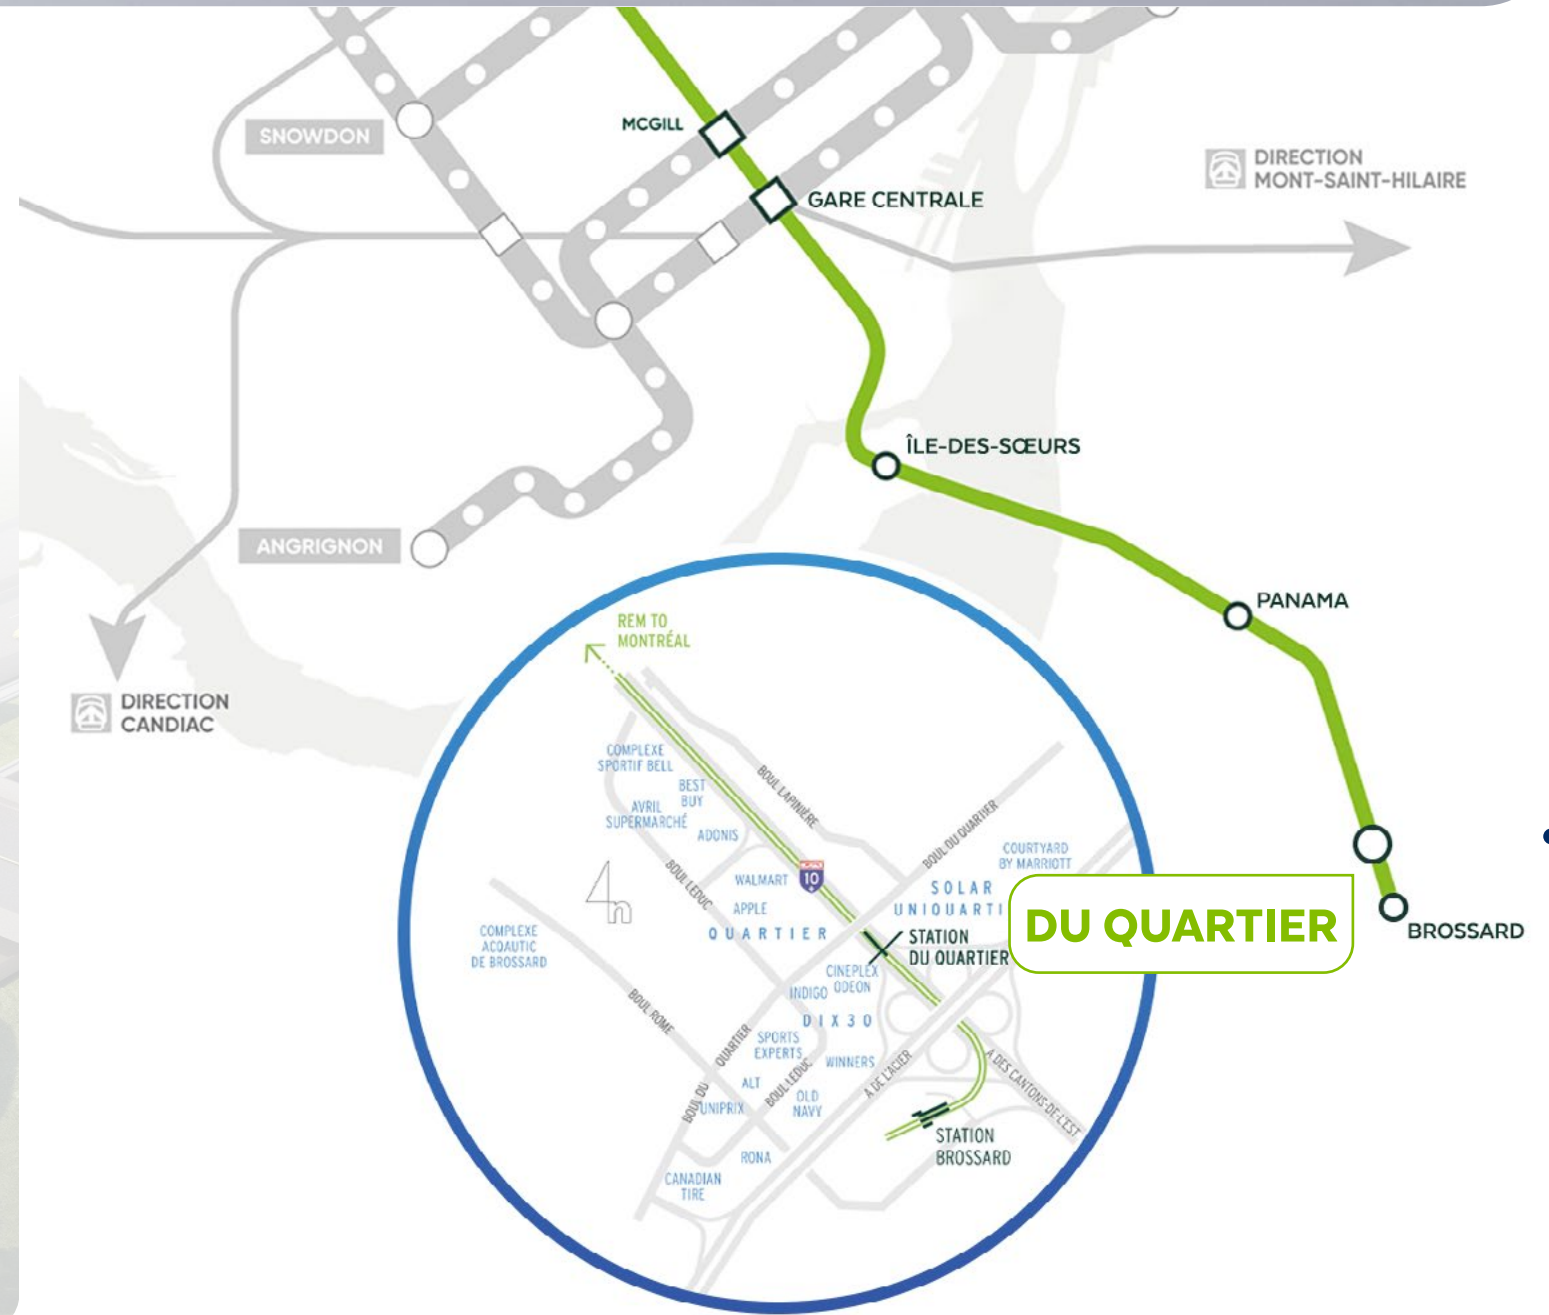 SNOWDON
MCGILL
GARE CENTRALE
DIRECTION
MONT-SAINT-HILAIRE
ÎLE-DES-SŒURS
ANGRIGNON
PANAMA
DIRECTION
CANDIAC
REM TO
MONTRÉAL
COMPLEXE
SPORTIF BELL
BEST
BUY
AVRIL
SUPERMARCHÉ
ADONIS
BOUL LAPINIÈRE
BOUL DU QUARTIER
COURTYARD
BY MARRIOTT
BOUL LEDUC
WALMART
10
APPLE
QUARTIER
SOLAR
UNIQUARTI
STATION
DU QUARTIER
DU QUARTIER
BROSSARD
COMPLEXE
ACQAUTIC
DE BROSSARD
n
CINEPLEX
ODEON
INDIGO
DIX30
BOUL ROME
SPORTS
EXPERTS
WINNERS
BOUL DU QUARTIER
BOUL LEDUC
ALT
UNIPRIX
OLD
NAVY
A DE L'ACIER
A DES CANTONS-DE-L'EST
STATION
BROSSARD
RONA
CANADIAN
TIRE